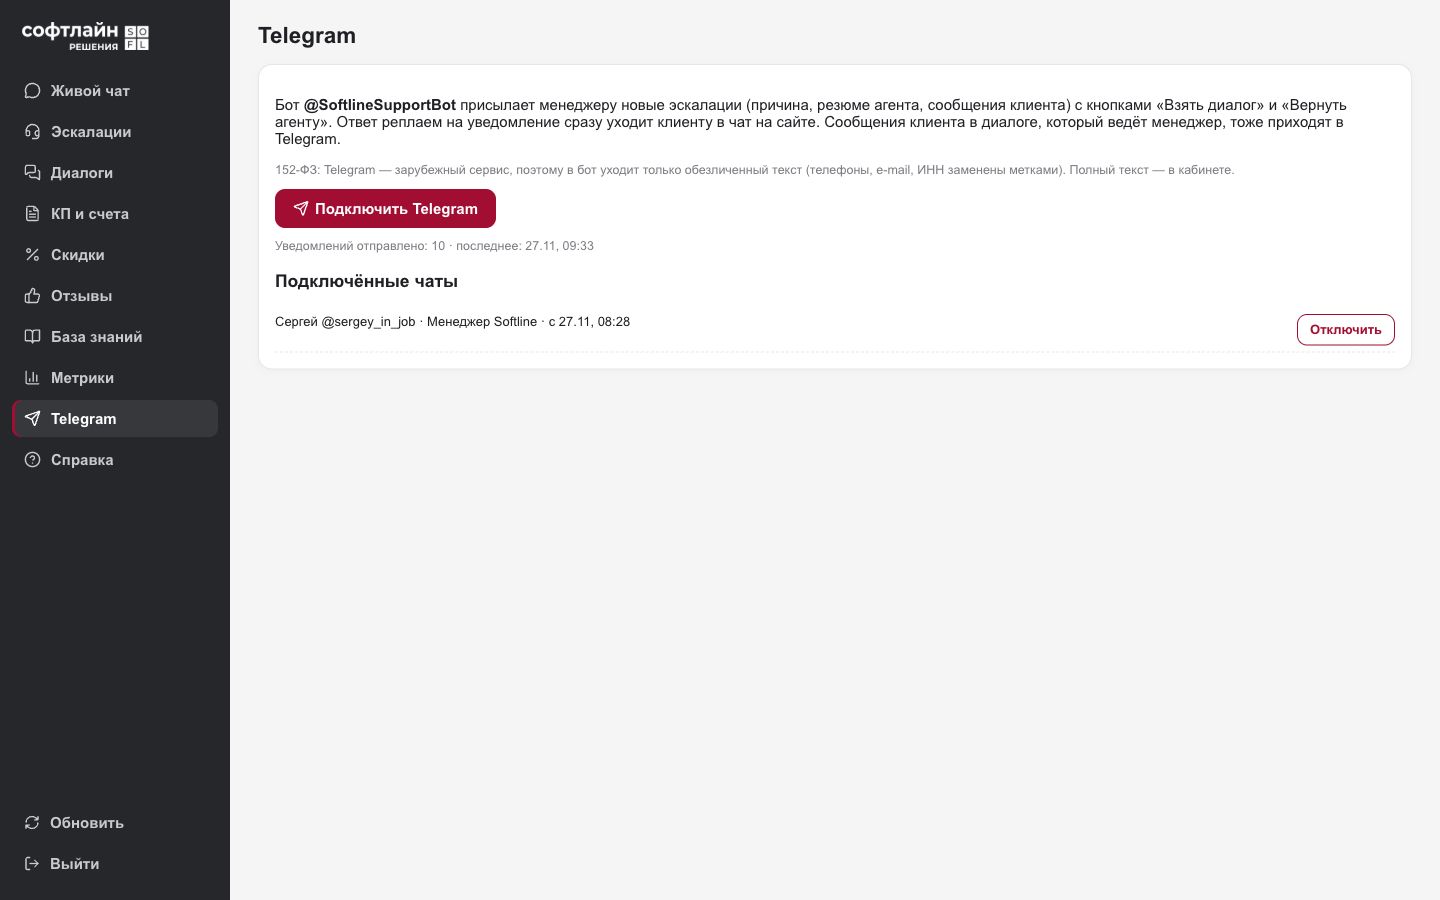 софтлайн
решения
SO
FL
Живой чат
Эскалации
Диалоги
КП и счета
Скидки
Отзывы
База знаний
Метрики
Telegram
Справка
Обновить
Выйти
Telegram
Бот @SoftlineSupportBot присылает менеджеру новые эскалации (причина, резюме агента, сообщения клиента) с кнопками «Взять диалог» и «Вернуть
агенту». Ответ реплаем на уведомление сразу уходит клиенту в чат на сайте. Сообщения клиента в диалоге, который ведёт менеджер, тоже приходят в
Telegram.
152-ФЗ: Telegram — зарубежный сервис, поэтому в бот уходит только обезличенный текст (телефоны, e-mail, ИНН заменены метками). Полный текст — в кабинете.
Подключить Telegram
Уведомлений отправлено: 10 · последнее: 27.11, 09:33
Подключённые чаты
Сергей @sergey_in_job · Менеджер Softline · с 27.11, 08:28
Отключить